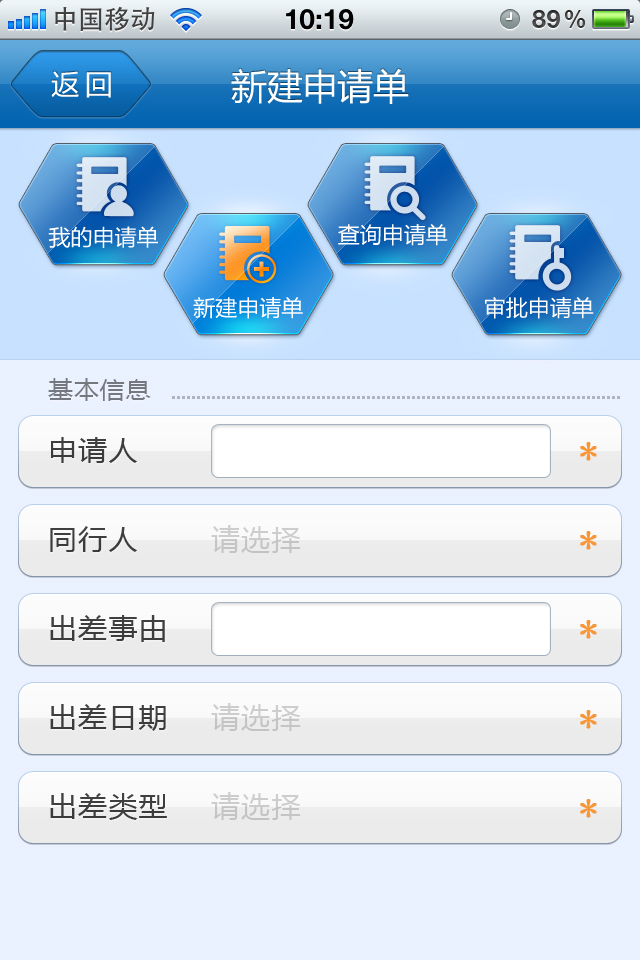 中国移动 10:19 89%
返回 新建申请单
我的申请单
新建申请单
查询申请单
审批申请单
基本信息
申请人 *
同行人 请选择 *
出差事由 *
出差日期 请选择 *
出差类型 请选择 *